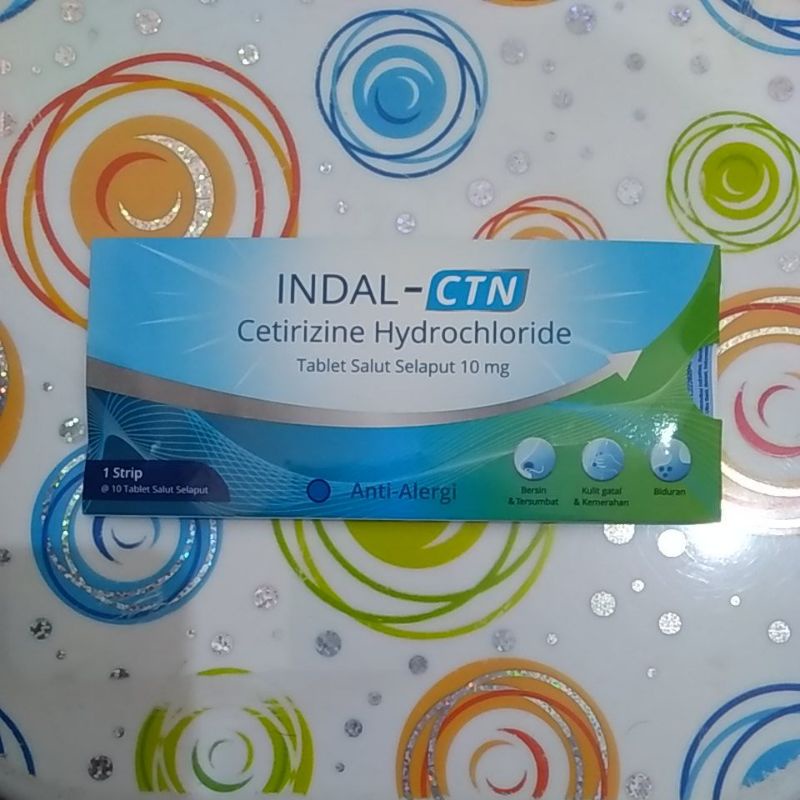 INDAL-CTN
Cetirizine Hydrochloride
Tablet Salut Selaput 10 mg
1 Strip
@ 10 Tablet Salut Selaput
Anti-Alergi
Bersin
& Tersumbat
Kulit gatal
& Kemerahan
Biduran